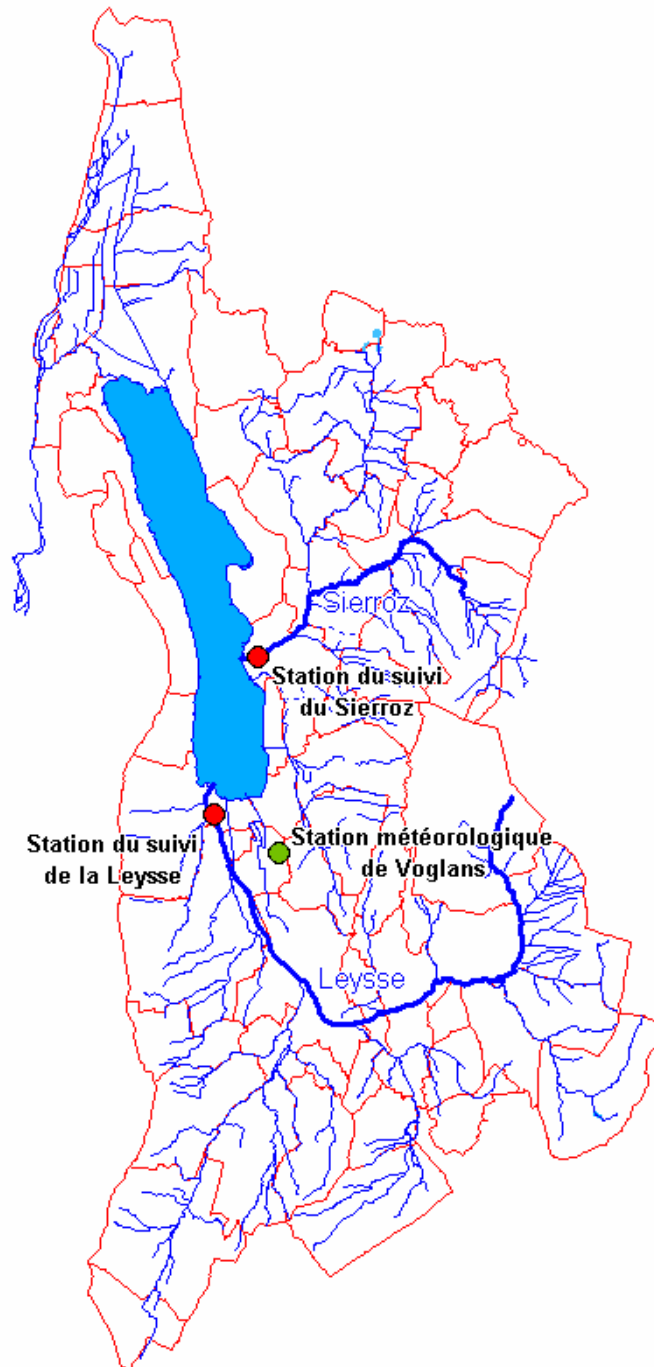 Sierroz
Station du suivi
du Sierroz
Station du suivi
de la Leysse
Station météorologique
de Voglans
Leysse